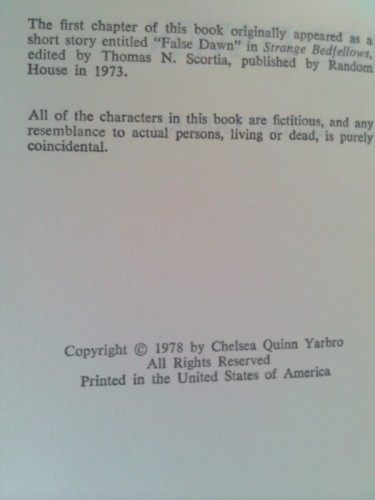 The first chapter of this book originally appeared as a
short story entitled "False Dawn" in Strange Bedfellows,
edited by Thomas N. Scortia, published by Random
House in 1973.
All of the characters in this book are fictitious, and any
resemblance to actual persons, living or dead, is purely
coincidental.
Copyright © 1978 by Chelsea Quinn Yarbro
All Rights Reserved
Printed in the United States of America